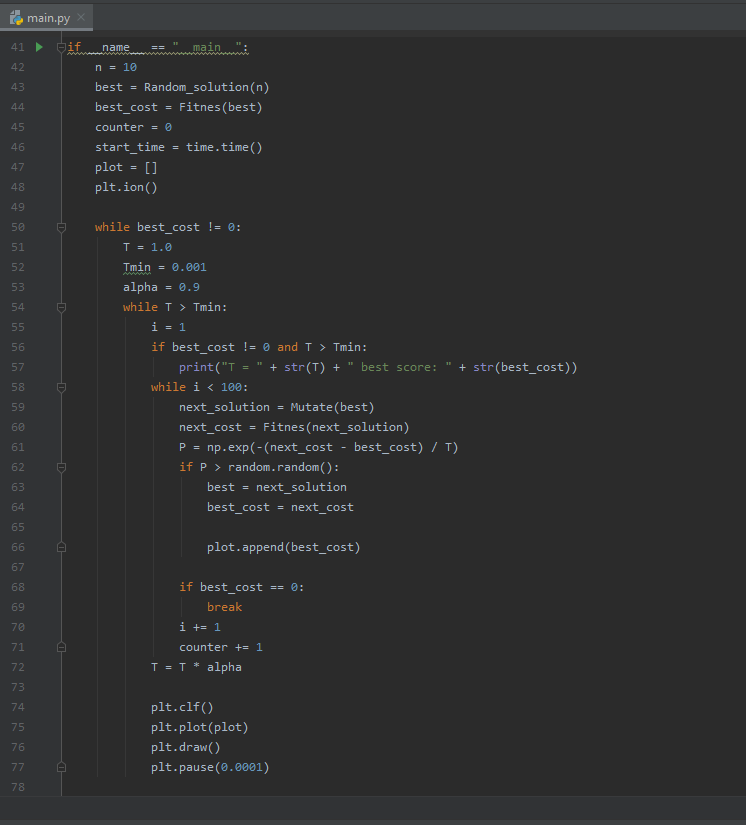 main.py
41 if __name__ == "__main__":
42 n = 10
43 best = Random_solution(n)
44 best_cost = Fitnes(best)
45 counter = 0
46 start_time = time.time()
47 plot = []
48 plt.ion()
49
50 while best_cost != 0:
51 T = 1.0
52 Tmin = 0.001
53 alpha = 0.9
54 while T > Tmin:
55 i = 1
56 if best_cost != 0 and T > Tmin:
57 print("T = " + str(T) + " best score: " + str(best_cost))
58 while i < 100:
59 next_solution = Mutate(best)
60 next_cost = Fitnes(next_solution)
61 P = np.exp(-(next_cost - best_cost) / T)
62 if P > random.random():
63 best = next_solution
64 best_cost = next_cost
65
66 plot.append(best_cost)
67
68 if best_cost == 0:
69 break
70 i += 1
71 counter += 1
72 T = T * alpha
73
74 plt.clf()
75 plt.plot(plot)
76 plt.draw()
77 plt.pause(0.0001)
78